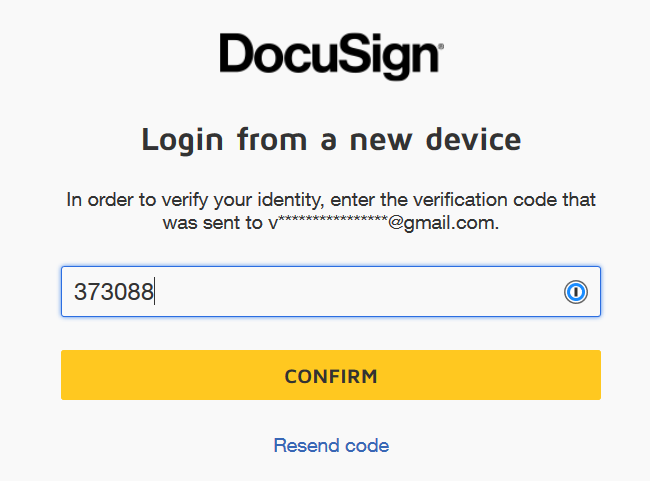 DocuSign®
Login from a new device
In order to verify your identity, enter the verification code that
was sent to v****************@gmail.com.
373088
CONFIRM
Resend code